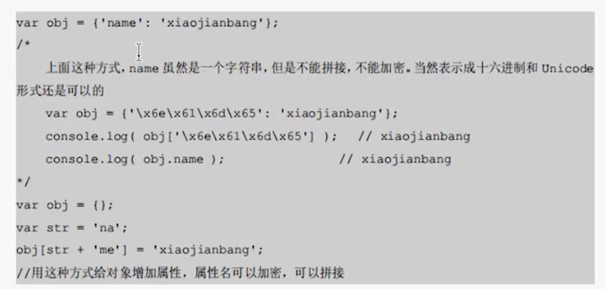 var obj = {'name': 'xiaojianbang'};
/*
上面这种方式，name 虽然是一个字符串，但是不能拼接，不能加密。当然表示成十六进制和 Unicode
形式还是可以的
var obj = {'\x6e\x61\x6d\x65': 'xiaojianbang'};
console.log( obj['\x6e\x61\x6d\x65'] );   // xiaojianbang
console.log( obj.name );   // xiaojianbang
*/
var obj = {};
var str = 'na';
obj[str + 'me'] = 'xiaojianbang';
//用这种方式给对象增加属性，属性名可以加密，可以拼接